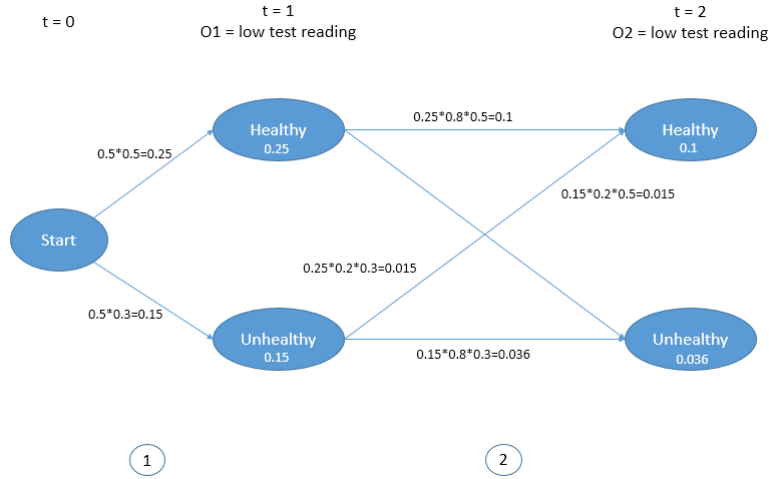 t = 0
t = 1
O1 = low test reading
t = 2
O2 = low test reading
Healthy
0.25
0.25*0.8*0.5=0.1
Healthy
0.1
0.5*0.5=0.25
0.15*0.2*0.5=0.015
Start
0.25*0.2*0.3=0.015
0.5*0.3=0.15
Unhealthy
0.15
0.15*0.8*0.3=0.036
Unhealthy
0.036
1
2